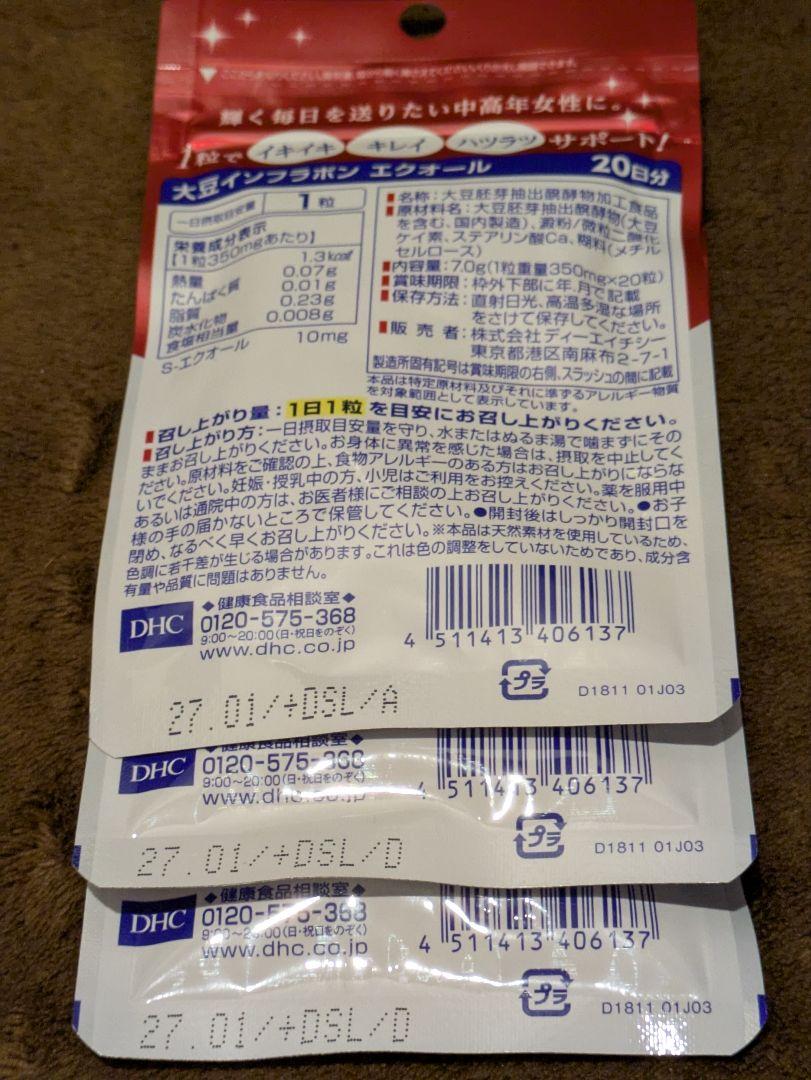 輝く毎日を送りたい中高年女性に。
1粒で イキイキ キレイ ハツラツ サポート!
大豆イソフラボン エクオール 20日分
一日摂取目安量 1粒
栄養成分表示
【1粒350mgあたり】
熱量 1.3kcal
たんぱく質 0.07g
脂質 0.01g
炭水化物 0.23g
食塩相当量 0.008g
S-エクオール 10mg
■名称:大豆胚芽抽出醗酵物加工食品
■原材料名:大豆胚芽抽出醗酵物(大豆
を含む、国内製造)、澱粉/微粒二酸化
ケイ素、ステアリン酸Ca、糊料(メチル
セルロース)
■内容量:7.0g(1粒重量350mg×20粒)
■賞味期限:枠外下部に年.月で記載
■保存方法:直射日光、高温多湿な場所
をさけて保存してください。
■販売者:株式会社ディーエイチシー
東京都港区南麻布2-7-1
製造所固有記号は賞味期限の右側、スラッシュの間に記載
本品は特定原材料及びそれに準ずるアレルギー物質
を対象範囲として表示しています。
■召し上がり量:1日1粒を目安にお召し上がりください。
■召し上がり方:一日摂取目安量を守り、水またはぬるま湯で噛まずにその
ままお召し上がりください。お身体に異常を感じた場合は、摂取を中止してく
ださい。原材料をご確認の上、食物アレルギーのある方はお召し上がりにならな
いでください。妊娠・授乳中の方、小児はご利用をお控えください。薬を服用中
あるいは通院中の方は、お医者様にご相談の上お召し上がりください。●お子
様の手の届かないところで保管してください。●開封後はしっかり開封口を
閉め、なるべく早くお召し上がりください。※本品は天然素材を使用しているため、
色調に若干差が生じる場合があります。これは色の調整をしていないためであり、成分含
有量や品質に問題はありません。
DHC
◆健康食品相談室◆
0120-575-368
9:00~20:00(日・祝日をのぞく)
www.dhc.co.jp
4 511413 406137
プラ
D1811 01J03
27.01/+DSL/A
◆健康食品相談室◆
DHC
0120-575-368
9:00~20:00(日・祝日をのぞく)
www.dhc.co.jp
4 511413 406137
プラ
D1811 01J03
27.01/+DSL/D
◆健康食品相談室◆
DHC
0120-575-368
9:00~20:00(日・祝日をのぞく)
www.dhc.co.jp
4 511413 406137
プラ
D1811 01J03
27.01/+DSL/D